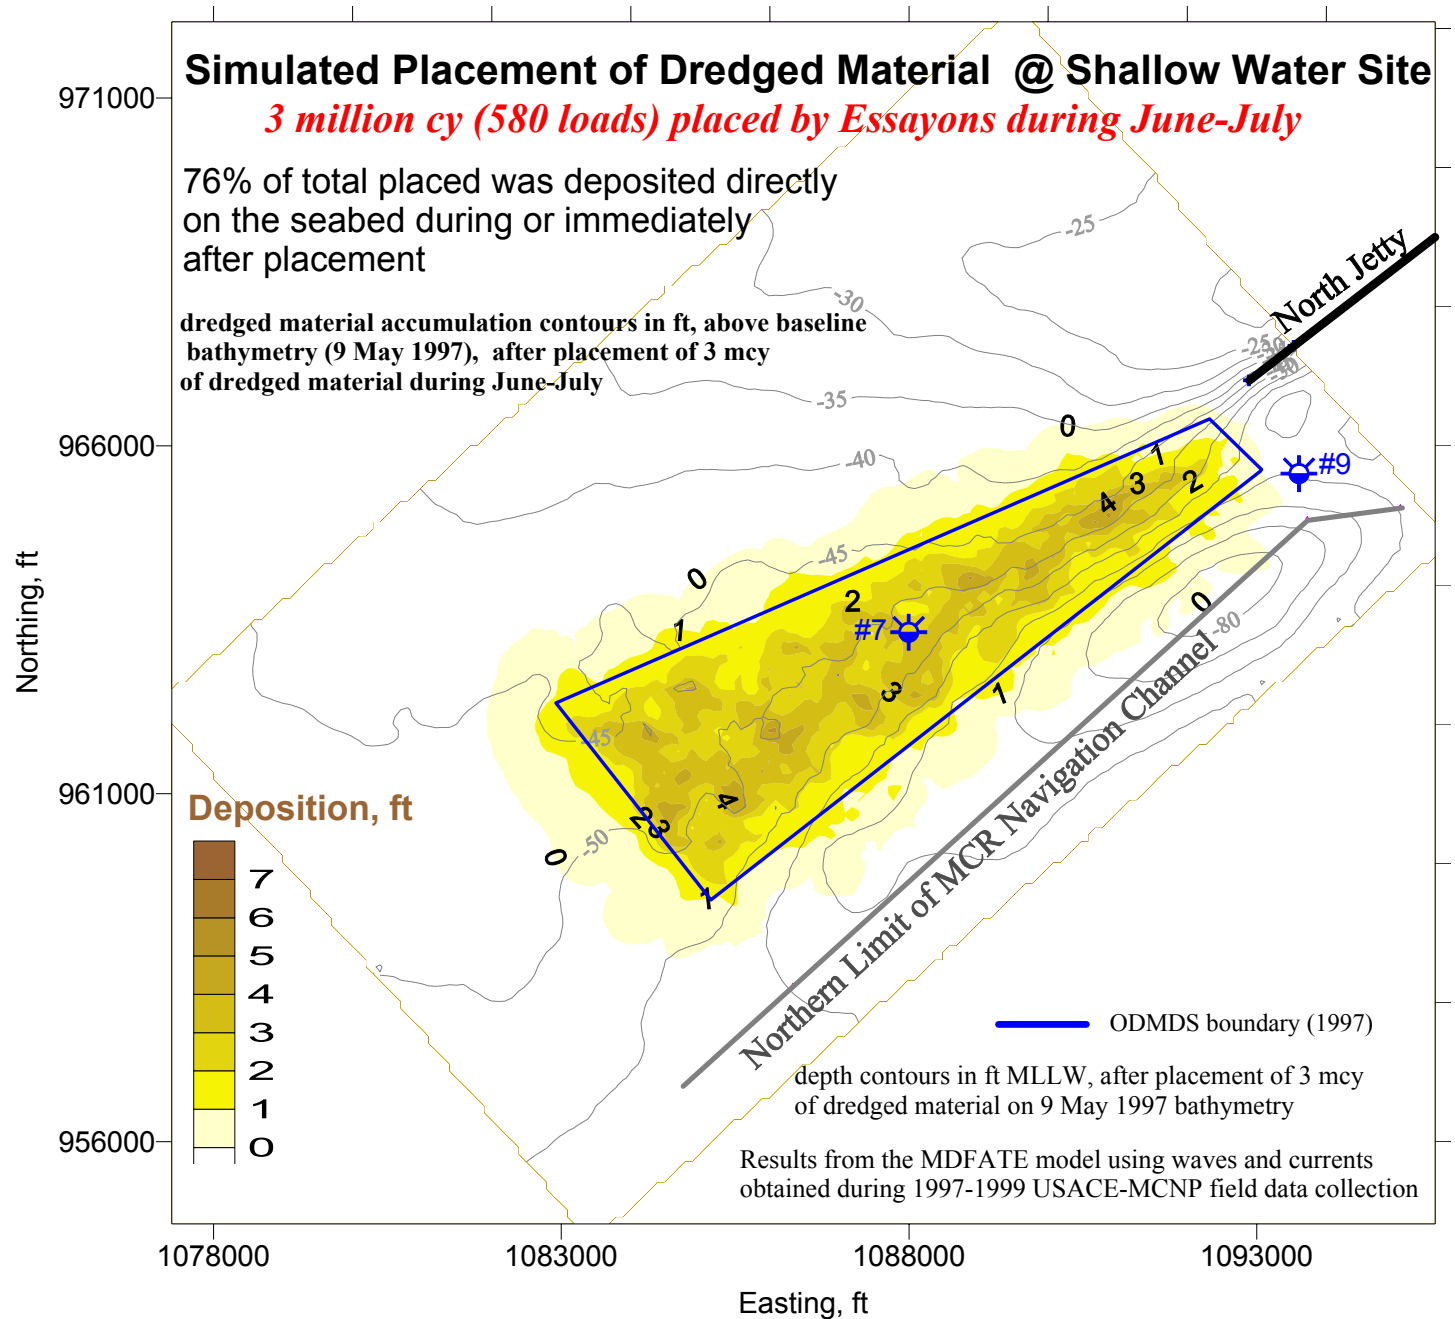 Simulated Placement of Dredged Material @ Shallow Water Site
3 million cy (580 loads) placed by Essayons during June-July
76% of total placed was deposited directly
on the seabed during or immediately
after placement
dredged material accumulation contours in ft, above baseline
bathymetry (9 May 1997), after placement of 3 mcy
of dredged material during June-July
971000
966000
961000
956000
Northing, ft
-25
-30
-35
-40
-45
North Jetty
-25
-30
0
1
3
4
2
#9
0
1
2
#7
3
1
0
-80
-45
4
2
3
0
-50
1
Northern Limit of MCR Navigation Channel
Deposition, ft
7
6
5
4
3
2
1
0
ODMDS boundary (1997)
depth contours in ft MLLW, after placement of 3 mcy
of dredged material on 9 May 1997 bathymetry
Results from the MDFATE model using waves and currents
obtained during 1997-1999 USACE-MCNP field data collection
1078000
1083000
1088000
1093000
Easting, ft